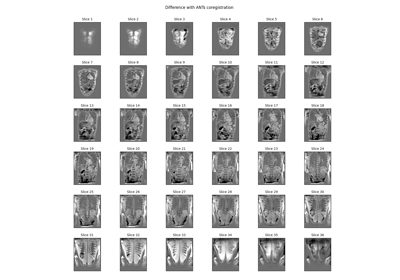 Difference with ANTs coregistration
Slice 1 Slice 2 Slice 3 Slice 4 Slice 5 Slice 6
Slice 7 Slice 8 Slice 9 Slice 10 Slice 11 Slice 12
Slice 13 Slice 14 Slice 15 Slice 16 Slice 17 Slice 18
Slice 19 Slice 20 Slice 21 Slice 22 Slice 23 Slice 24
Slice 25 Slice 26 Slice 27 Slice 28 Slice 29 Slice 30
Slice 31 Slice 32 Slice 33 Slice 34 Slice 35 Slice 36